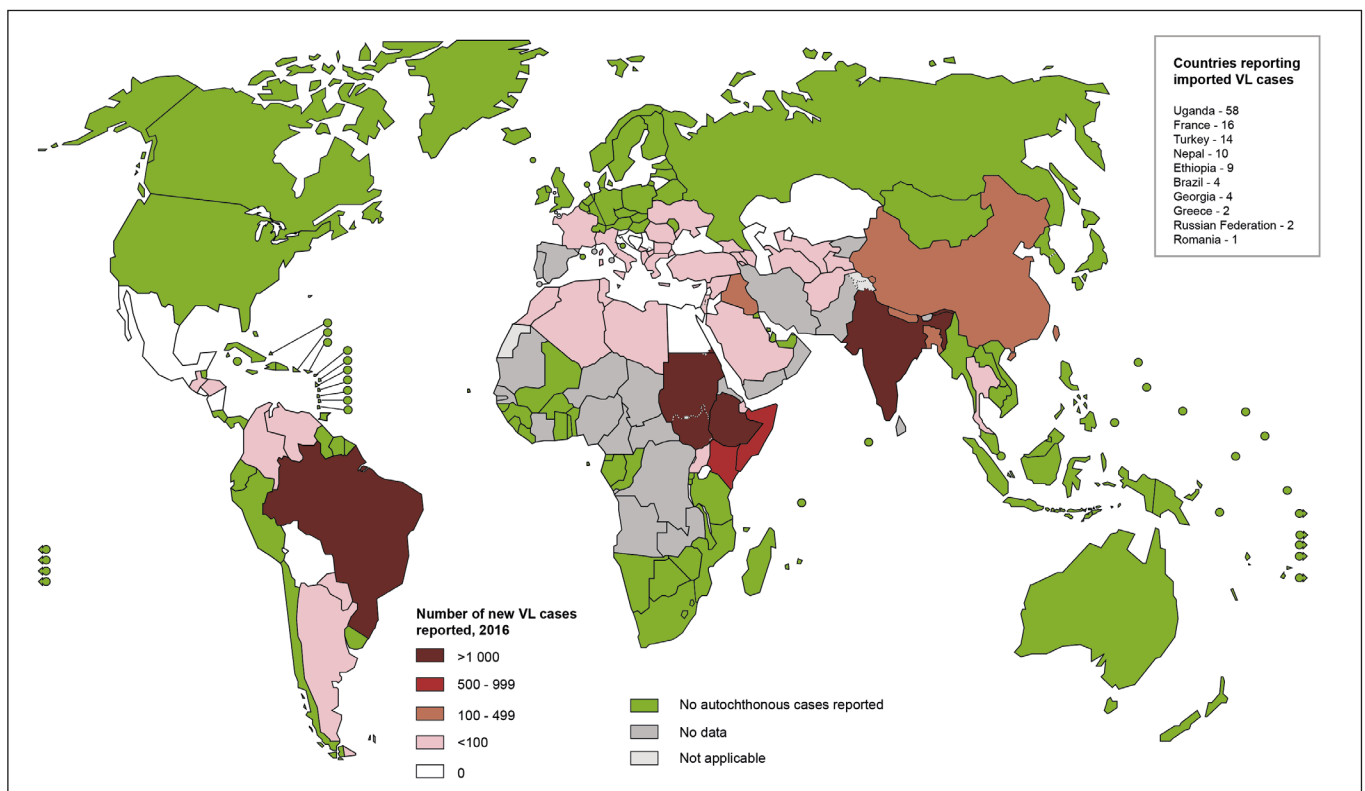 Countries reporting
imported VL cases
Uganda - 58
France - 16
Turkey - 14
Nepal - 10
Ethiopia - 9
Brazil - 4
Georgia - 4
Greece - 2
Russian Federation - 2
Romania - 1
Number of new VL cases
reported, 2016
>1 000
500 - 999
100 - 499
<100
0
No autochthonous cases reported
No data
Not applicable